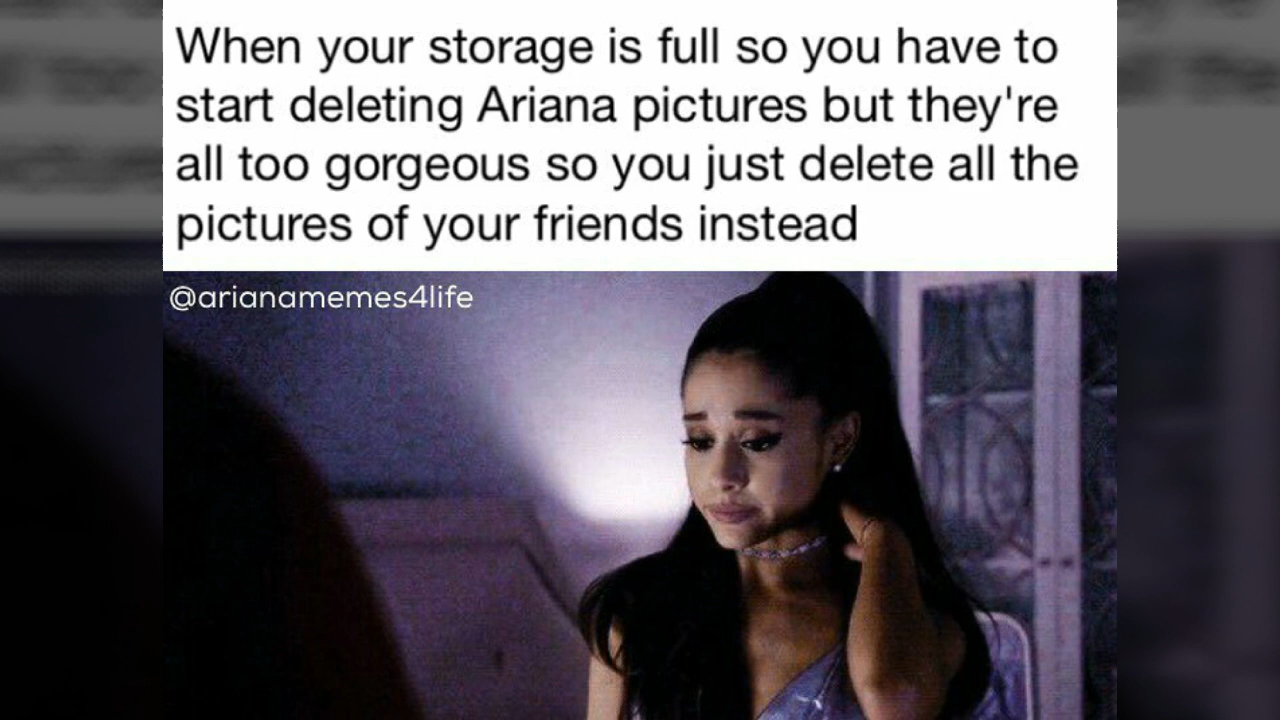 When your storage is full so you have to
start deleting Ariana pictures but they're
all too gorgeous so you just delete all the
pictures of your friends instead
@arianamemes4life